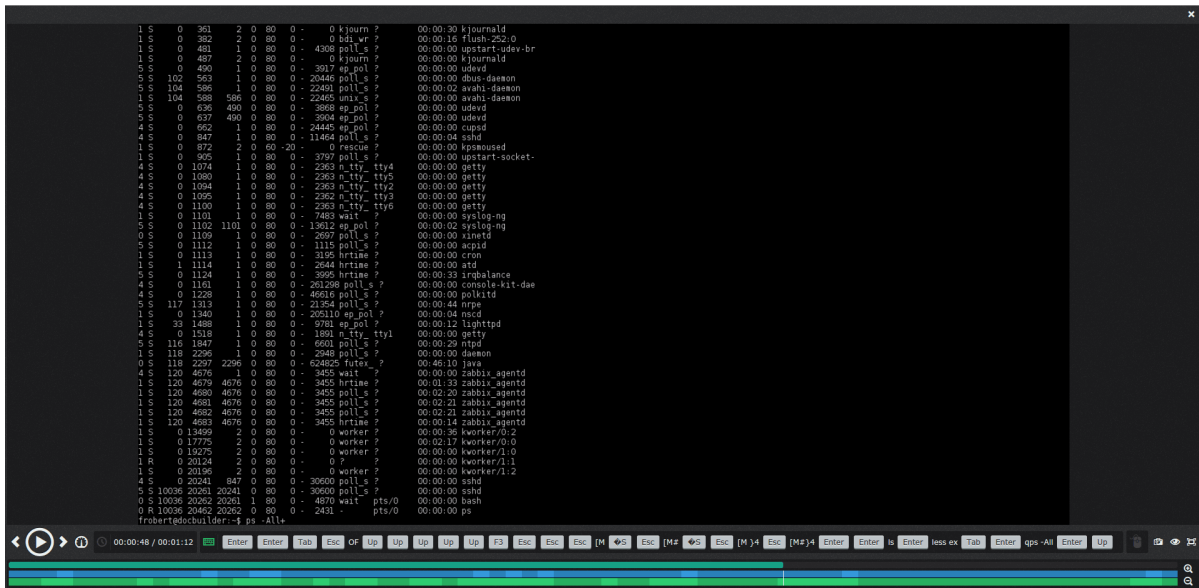 ×
1 S 0 361 2 0 80 0 - 0 kjourn ? 00:00:30 kjournald
1 S 0 382 2 0 80 0 - 0 bdi_wr ? 00:00:16 flush-252:0
1 S 0 481 1 0 80 0 - 4308 poll_s ? 00:00:00 upstart-udev-br
1 S 0 487 2 0 80 0 - 0 kjourn ? 00:00:00 kjournald
5 S 0 490 1 0 80 0 - 3917 ep_pol ? 00:00:00 udevd
5 S 102 563 1 0 80 0 - 20446 poll_s ? 00:00:00 dbus-daemon
5 S 104 586 1 0 80 0 - 22491 poll_s ? 00:00:02 avahi-daemon
1 S 104 588 586 0 80 0 - 22465 unix_s ? 00:00:00 avahi-daemon
5 S 0 636 490 0 80 0 - 3868 ep_pol ? 00:00:00 udevd
5 S 0 637 490 0 80 0 - 3904 ep_pol ? 00:00:00 udevd
4 S 0 662 1 0 80 0 - 24445 ep_pol ? 00:00:00 cupsd
4 S 0 847 1 0 80 0 - 11464 poll_s ? 00:00:04 sshd
1 S 0 872 2 0 60 -20 - 0 rescue ? 00:00:00 kpsmoused
1 S 0 905 1 0 80 0 - 3797 poll_s ? 00:00:00 upstart-socket-
4 S 0 1074 1 0 80 0 - 2363 n_tty_ tty4 00:00:00 getty
4 S 0 1080 1 0 80 0 - 2363 n_tty_ tty5 00:00:00 getty
4 S 0 1094 1 0 80 0 - 2363 n_tty_ tty2 00:00:00 getty
4 S 0 1095 1 0 80 0 - 2362 n_tty_ tty3 00:00:00 getty
4 S 0 1100 1 0 80 0 - 2363 n_tty_ tty6 00:00:00 getty
1 S 0 1101 1 0 80 0 - 7483 wait ? 00:00:00 syslog-ng
5 S 0 1102 1101 0 80 0 - 13612 ep_pol ? 00:00:02 syslog-ng
0 S 0 1109 1 0 80 0 - 2697 poll_s ? 00:00:00 xinetd
5 S 0 1112 1 0 80 0 - 1115 poll_s ? 00:00:00 acpid
1 S 0 1113 1 0 80 0 - 3195 hrtime ? 00:00:00 cron
1 S 1 1114 1 0 80 0 - 2644 hrtime ? 00:00:00 atd
5 S 0 1124 1 0 80 0 - 3995 hrtime ? 00:00:33 irqbalance
4 S 0 1161 1 0 80 0 - 261298 poll_s ? 00:00:00 console-kit-dae
4 S 0 1228 1 0 80 0 - 46616 poll_s ? 00:00:00 polkitd
5 S 117 1313 1 0 80 0 - 21354 poll_s ? 00:00:44 nrpe
1 S 0 1340 1 0 80 0 - 205110 ep_pol ? 00:00:04 nscd
1 S 33 1488 1 0 80 0 - 9781 ep_pol ? 00:00:12 lighttpd
4 S 0 1518 1 0 80 0 - 1891 n_tty_ tty1 00:00:00 getty
5 S 116 1847 1 0 80 0 - 6601 poll_s ? 00:00:29 ntpd
1 S 118 2296 1 0 80 0 - 2948 poll_s ? 00:00:00 daemon
0 S 118 2297 2296 0 80 0 - 624825 futex_ ? 00:46:10 java
4 S 120 4676 1 0 80 0 - 3455 wait ? 00:00:00 zabbix_agentd
1 S 120 4679 4676 0 80 0 - 3455 hrtime ? 00:01:33 zabbix_agentd
1 S 120 4680 4676 0 80 0 - 3455 poll_s ? 00:02:20 zabbix_agentd
1 S 120 4681 4676 0 80 0 - 3455 poll_s ? 00:02:21 zabbix_agentd
1 S 120 4682 4676 0 80 0 - 3455 poll_s ? 00:02:21 zabbix_agentd
1 S 120 4683 4676 0 80 0 - 3455 hrtime ? 00:00:14 zabbix_agentd
1 S 0 13499 2 0 80 0 - 0 worker ? 00:00:36 kworker/0:2
1 S 0 17775 2 0 80 0 - 0 worker ? 00:02:17 kworker/0:0
1 S 0 19275 2 0 80 0 - 0 worker ? 00:00:00 kworker/1:0
1 R 0 20124 2 0 80 0 - 0 ? ? 00:00:00 kworker/1:1
1 S 0 20196 2 0 80 0 - 0 worker ? 00:00:00 kworker/1:2
4 S 0 20241 847 0 80 0 - 30600 poll_s ? 00:00:00 sshd
5 S 10036 20261 20241 0 80 0 - 30600 poll_s ? 00:00:00 sshd
0 S 10036 20262 20261 1 80 0 - 4870 wait pts/0 00:00:00 bash
0 R 10036 20462 20262 0 80 0 - 2431 - pts/0 00:00:00 ps
frobert@docbuilder:~$ ps -All+
00:00:48 / 00:01:12 Enter Enter Tab Esc OF Up Up Up Up Up F3 Esc Esc Esc [M �S Esc [M# �S Esc [M }4 Esc [M#}4 Enter Enter ls Enter less ex Tab Enter qps -All Enter Up